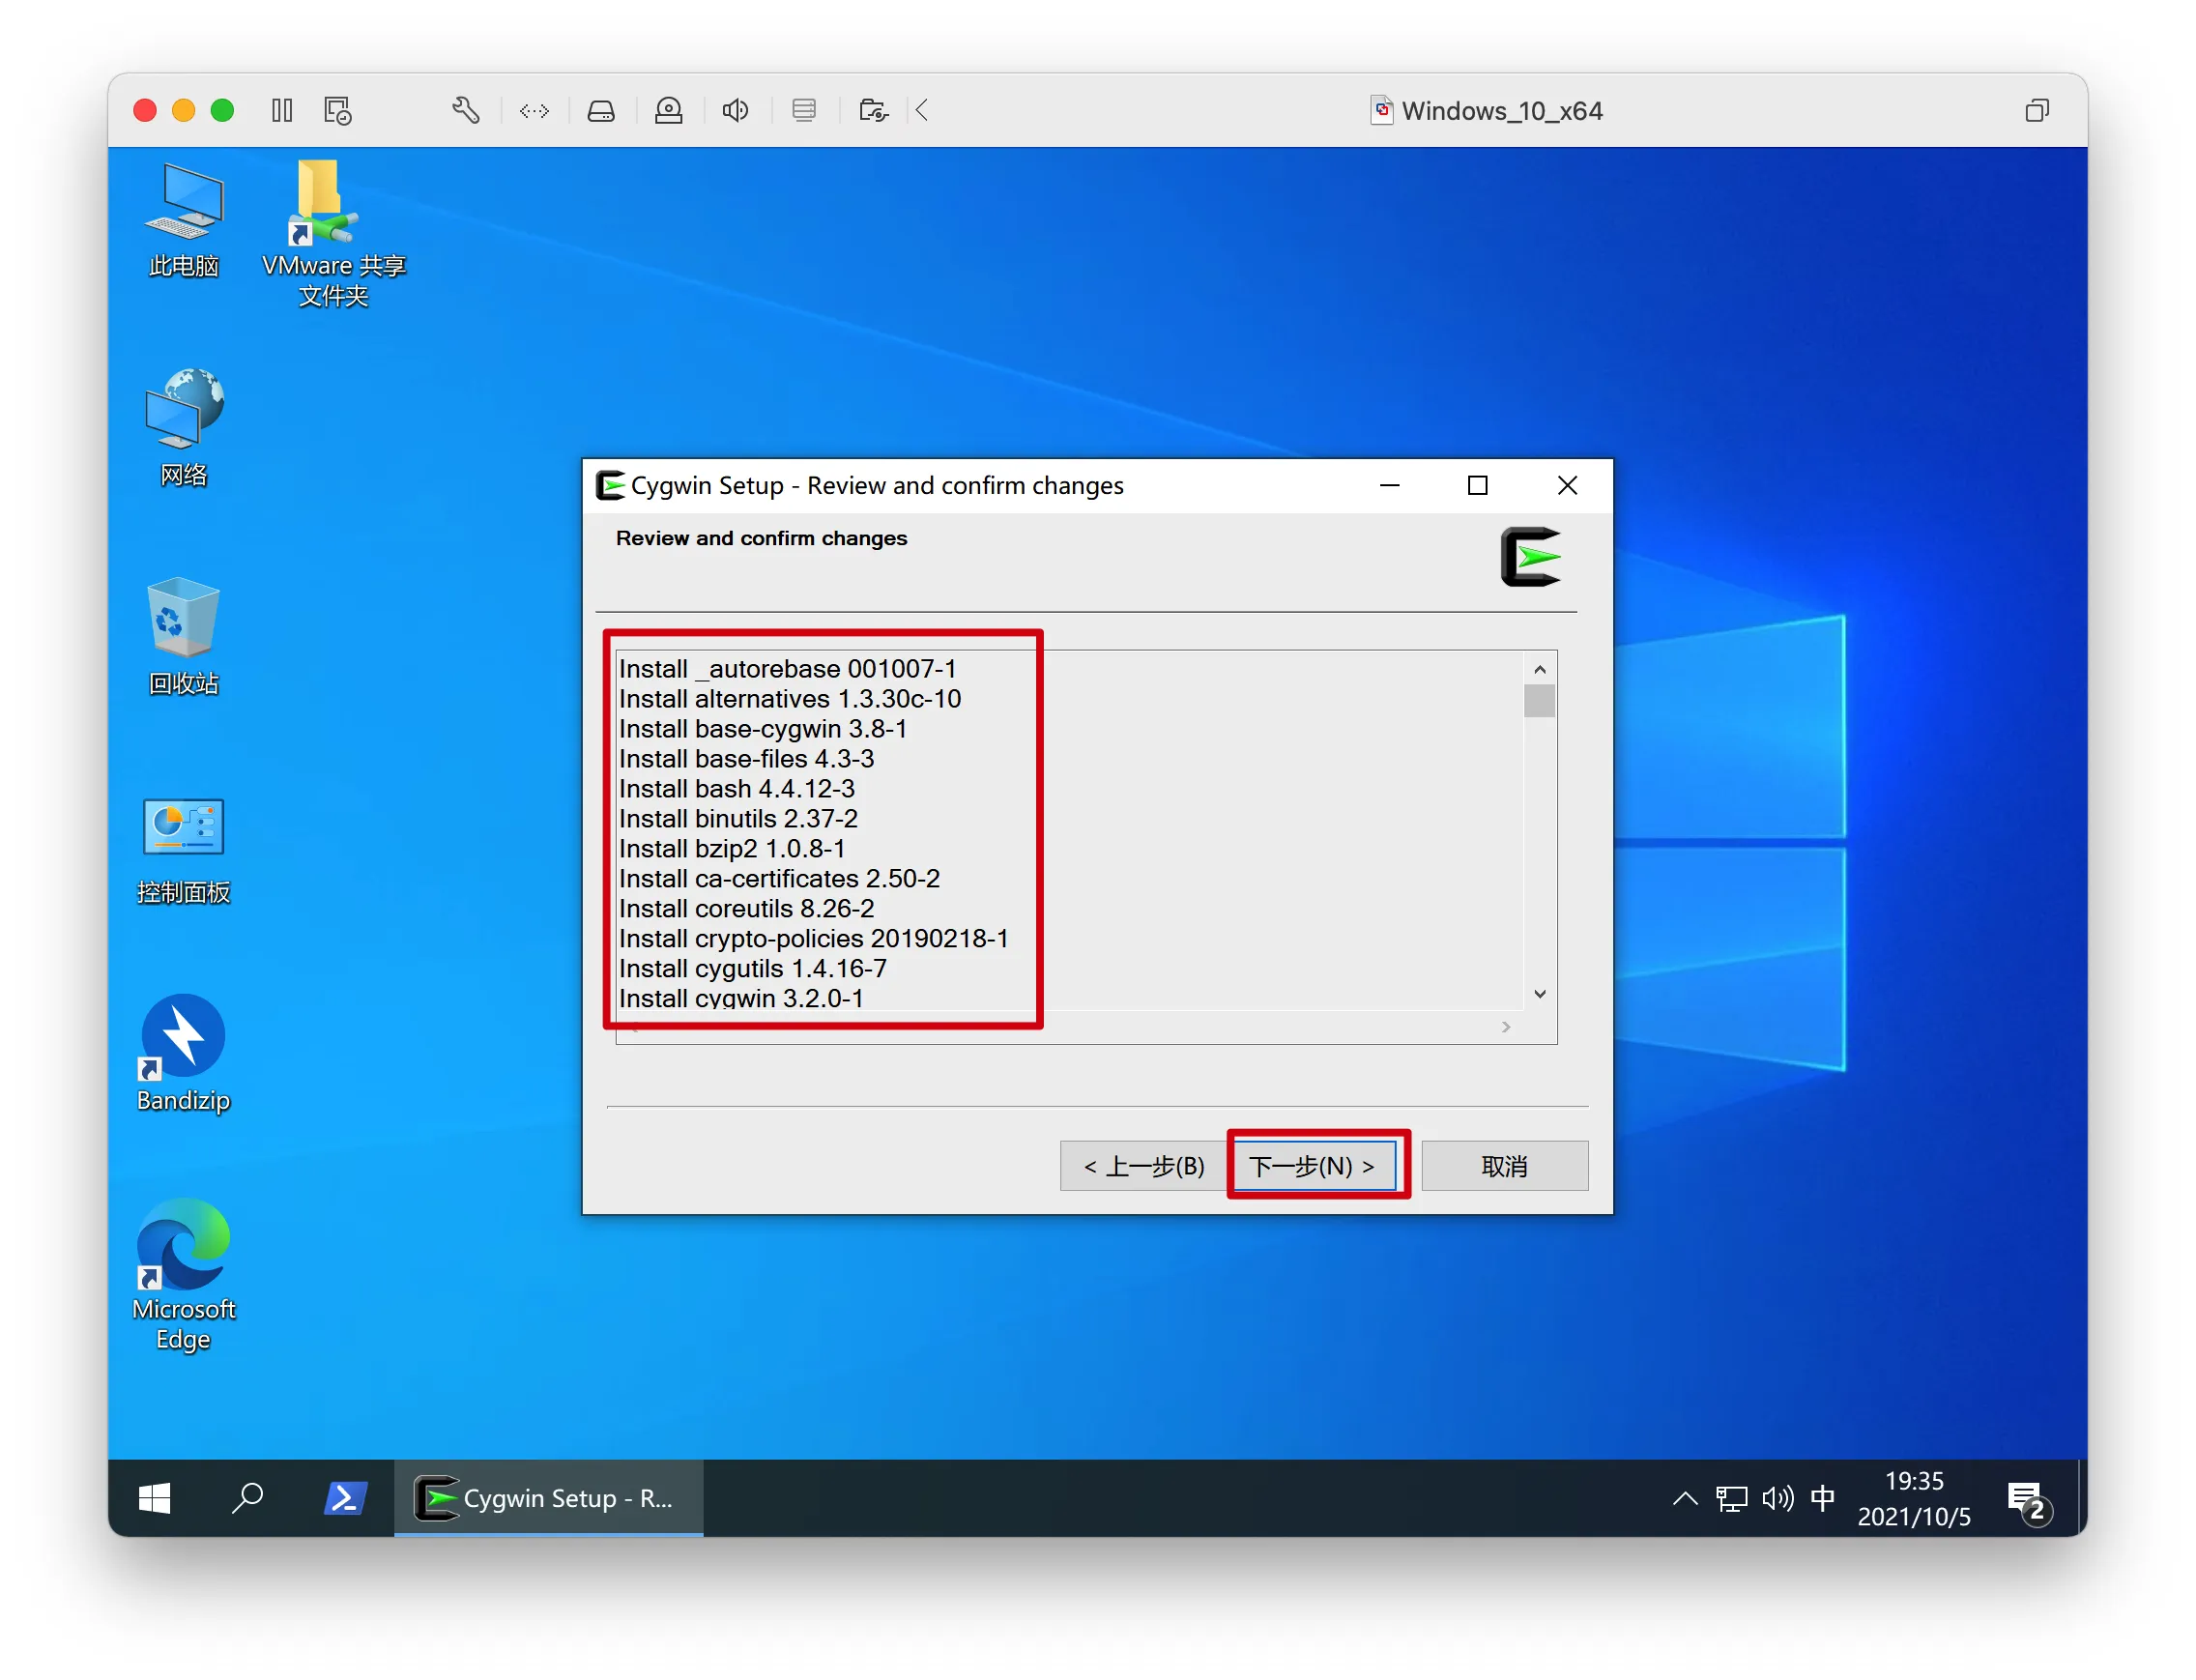 Windows_10_x64
此电脑
VMware 共享
文件夹
网络
回收站
控制面板
Bandizip
Microsoft
Edge
Cygwin Setup - Review and confirm changes
Review and confirm changes
Install _autorebase 001007-1
Install alternatives 1.3.30c-10
Install base-cygwin 3.8-1
Install base-files 4.3-3
Install bash 4.4.12-3
Install binutils 2.37-2
Install bzip2 1.0.8-1
Install ca-certificates 2.50-2
Install coreutils 8.26-2
Install crypto-policies 20190218-1
Install cygutils 1.4.16-7
Install cygwin 3.2.0-1
< 上一步(B)
下一步(N) >
取消
Cygwin Setup - R...
中
19:35
2021/10/5
2